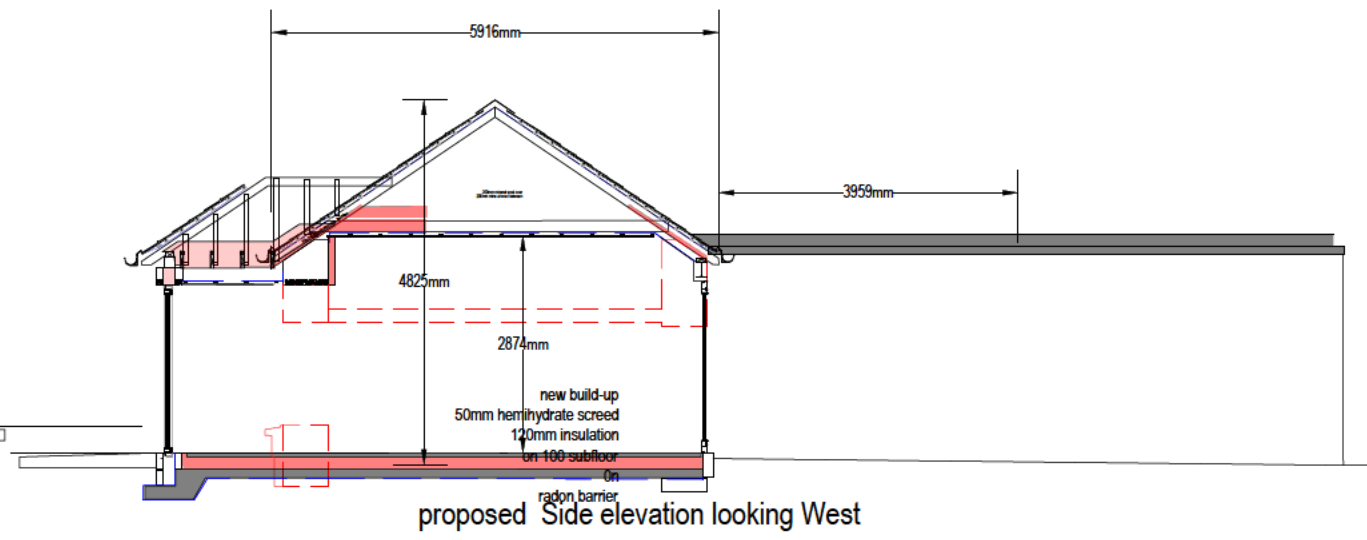 5916mm
3959mm
4825mm
2874mm
new build-up
50mm hemihydrate screed
120mm insulation
on 100 subfloor
0n
radon barrier
proposed Side elevation looking West